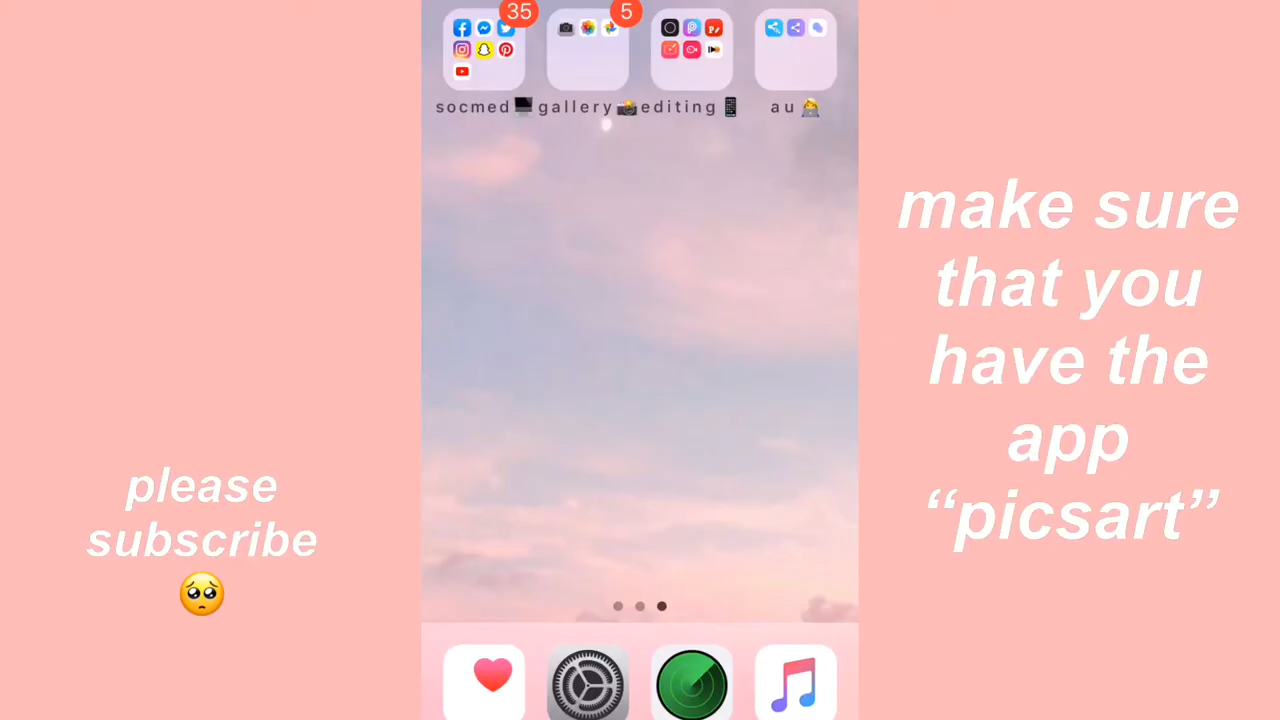 35
5
socmed🖥️ gallery📸 editing📱 au👩‍💻
please
subscribe
🥺
make sure
that you
have the
app
“picsart”